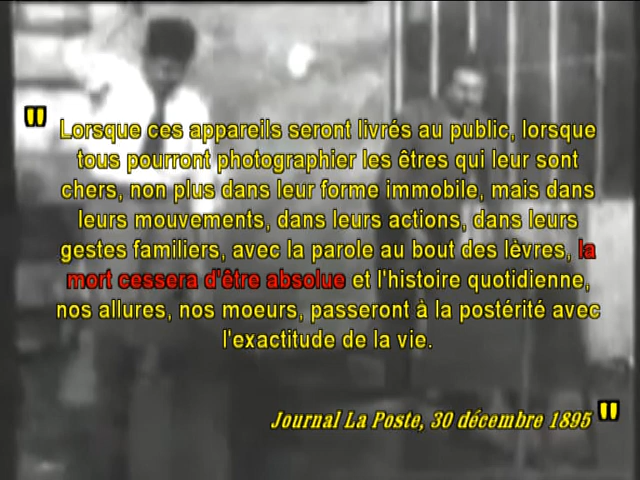 "
Lorsque ces appareils seront livrés au public, lorsque
tous pourront photographier les êtres qui leur sont
chers, non plus dans leur forme immobile, mais dans
leurs mouvements, dans leurs actions, dans leurs
gestes familiers, avec la parole au bout des lèvres, la
mort cessera d'être absolue et l'histoire quotidienne,
nos allures, nos moeurs, passeront à la postérité avec
l'exactitude de la vie.
Journal La Poste, 30 décembre 1895 "